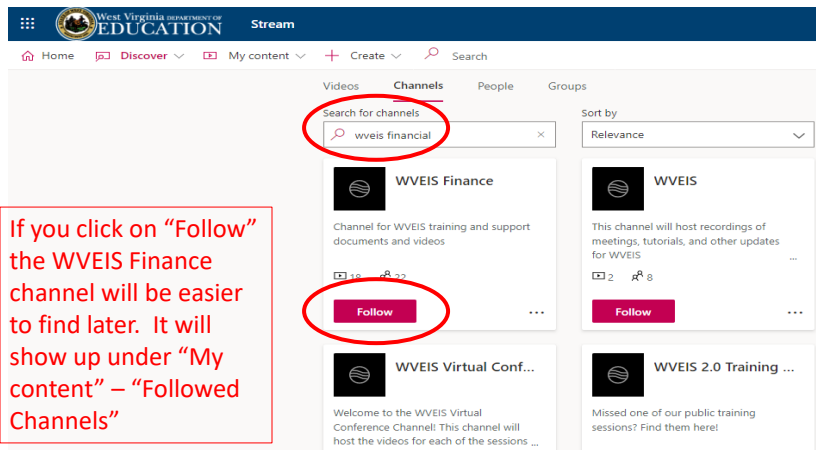 West Virginia DEPARTMENT OF
EDUCATION
Stream
Home Discover My content Create Search
Videos Channels People Groups
Search for channels
Sort by
wveis financial ×
Relevance
WVEIS Finance
Channel for WVEIS training and support
documents and videos
18 22
Follow ...
WVEIS
This channel will host recordings of
meetings, tutorials, and other updates
for WVEIS ...
2 8
Follow ...
WVEIS Virtual Conf...
Welcome to the WVEIS Virtual
Conference Channel! This channel will
host the videos for each of the sessions ...
WVEIS 2.0 Training ...
Missed one of our public training
sessions? Find them here!
If you click on “Follow”
the WVEIS Finance
channel will be easier
to find later. It will
show up under “My
content” – “Followed
Channels”